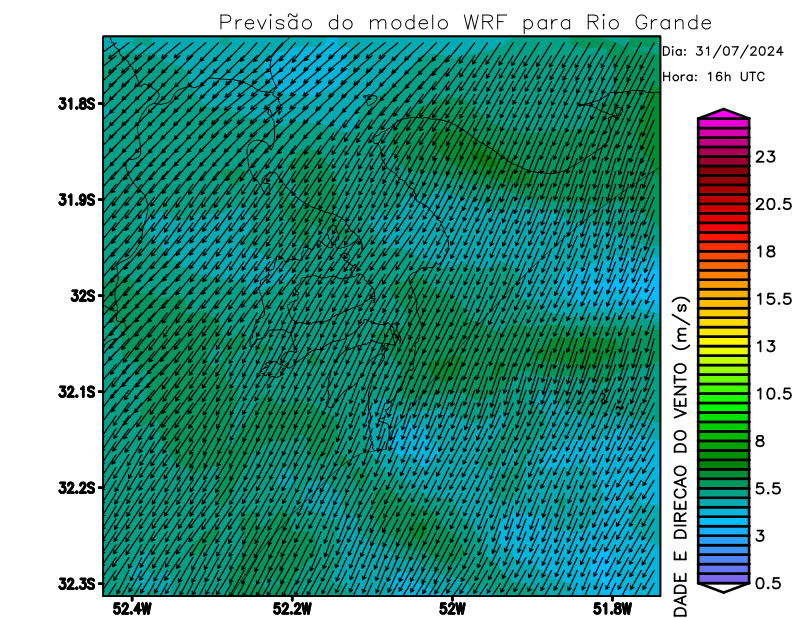 Previsão do modelo WRF para Rio Grande
Dia: 31/07/2024
Hora: 16h UTC
31.8S
31.9S
32S
32.1S
32.2S
32.3S
52.4W
52.2W
52W
51.8W
23
20.5
18
15.5
13
10.5
8
5.5
3
0.5
DADE E DIRECAO DO VENTO (m/s)